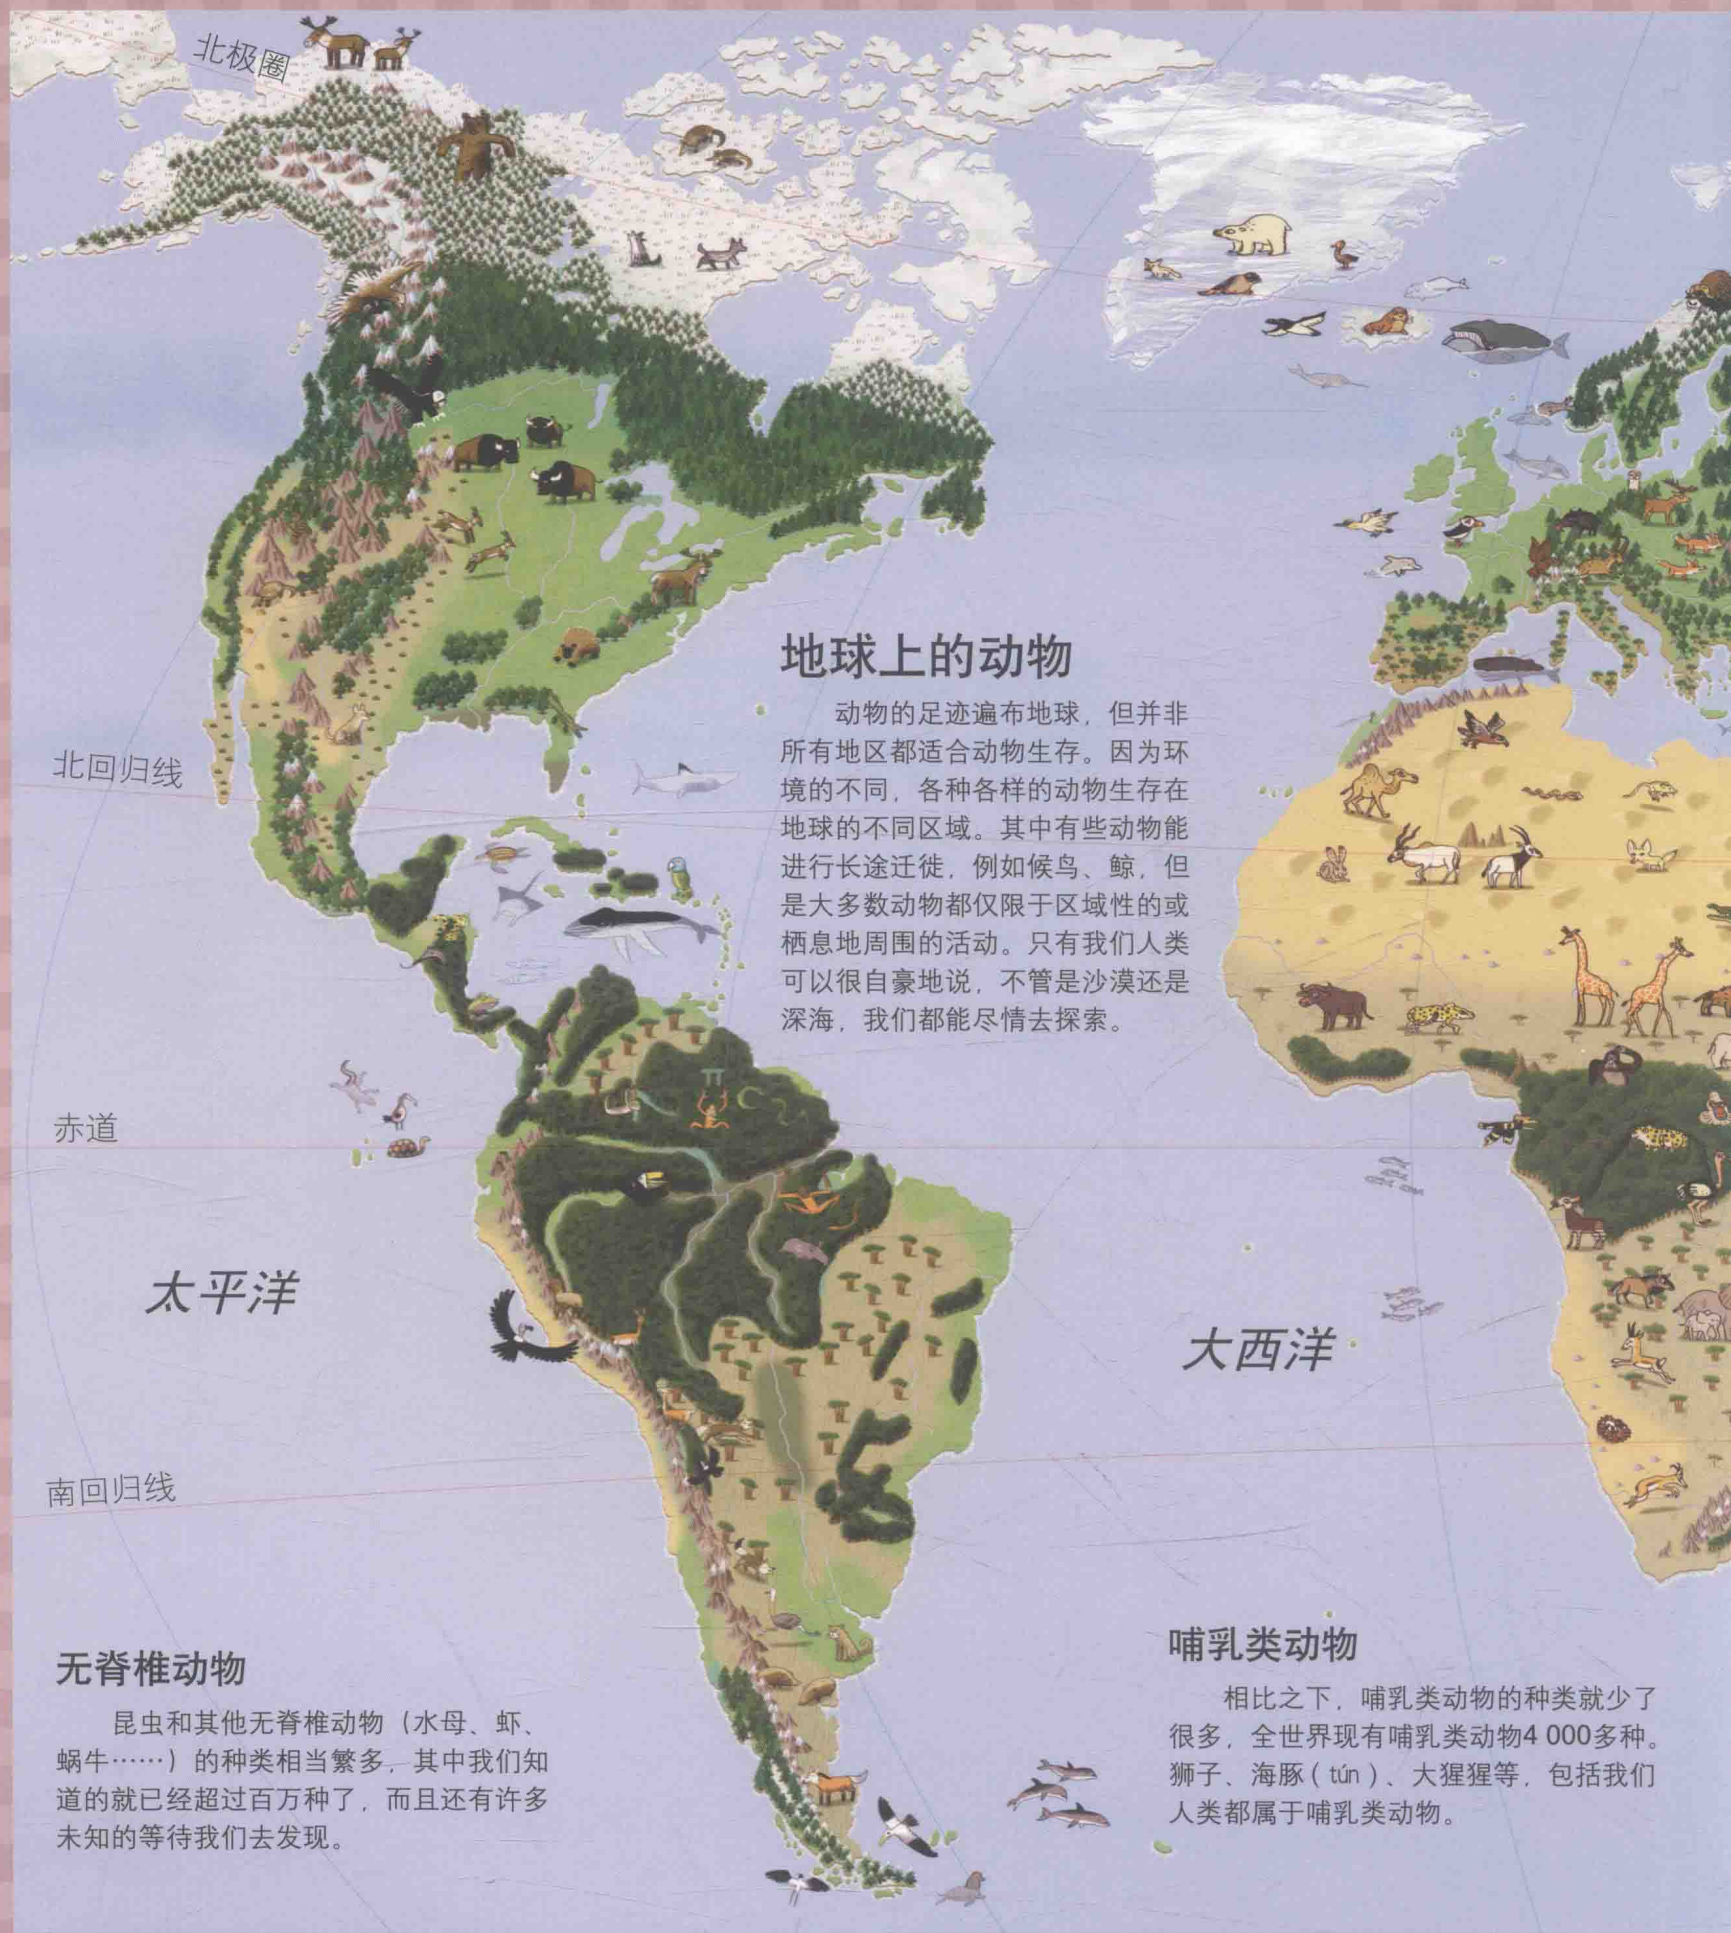 北极圈
地球上的动物
动物的足迹遍布地球，但并非
所有地区都适合动物生存。因为环
境的不同，各种各样的动物生存在
地球的不同区域。其中有些动物能
进行长途迁徙，例如候鸟、鲸，但
是大多数动物都仅限于区域性的或
栖息地周围的活动。只有我们人类
可以很自豪地说，不管是沙漠还是
深海，我们都能尽情去探索。
北回归线
赤道
太平洋
大西洋
南回归线
无脊椎动物
昆虫和其他无脊椎动物（水母、虾、
蜗牛……）的种类相当繁多，其中我们知
道的就已经超过百万种了，而且还有许多
未知的等待我们去发现。
哺乳类动物
相比之下，哺乳类动物的种类就少了
很多，全世界现有哺乳类动物4 000多种。
狮子、海豚（tún）、大猩猩等，包括我们
人类都属于哺乳类动物。